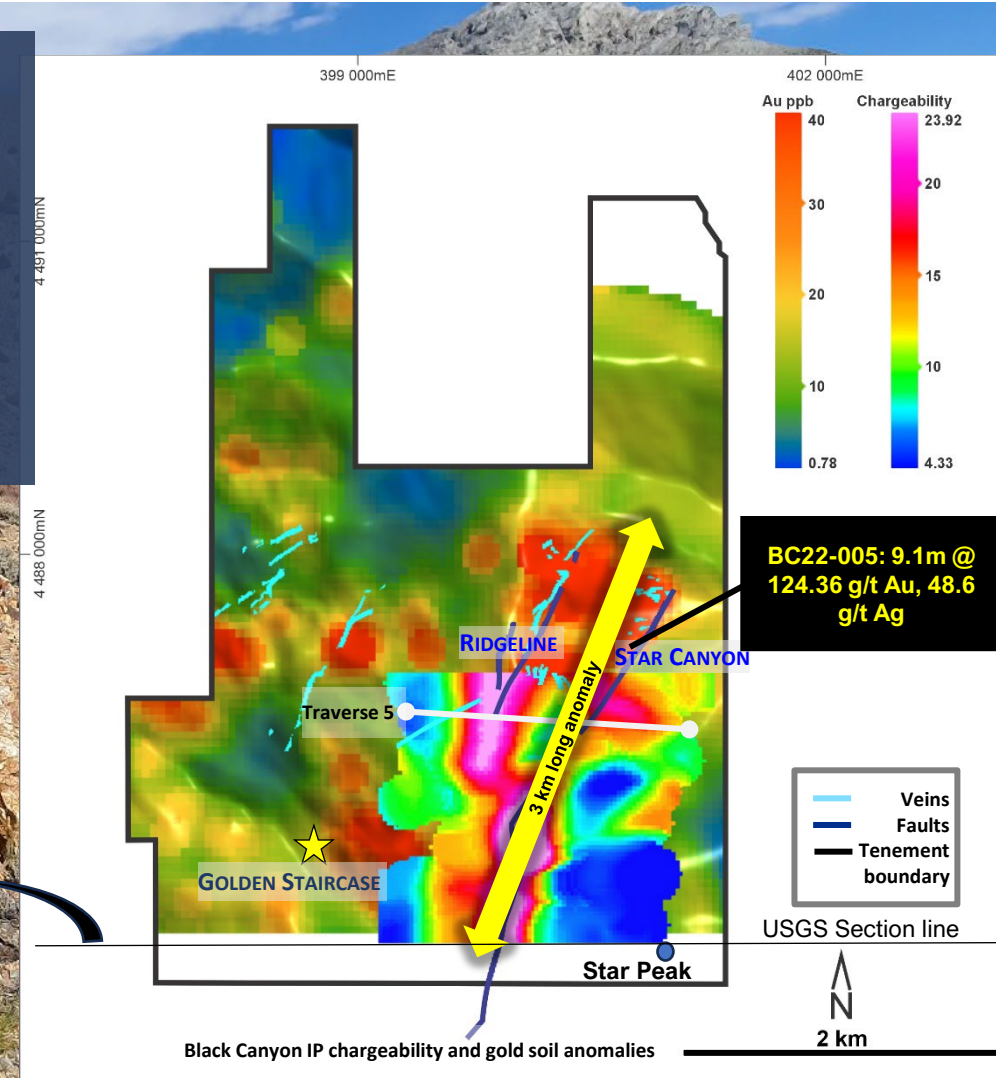 399 000mE
402 000mE
Au ppb
Chargeability
40
30
20
10
0.78
23.92
20
15
10
4.33
4 491 000mN
4 488 000mN
BC22-005: 9.1m @
124.36 g/t Au, 48.6
g/t Ag
RIDGELINE
STAR CANYON
Traverse 5
3 km long anomaly
GOLDEN STAIRCASE
Veins
Faults
Tenement
boundary
USGS Section line
Star Peak
N
2 km
Black Canyon IP chargeability and gold soil anomalies